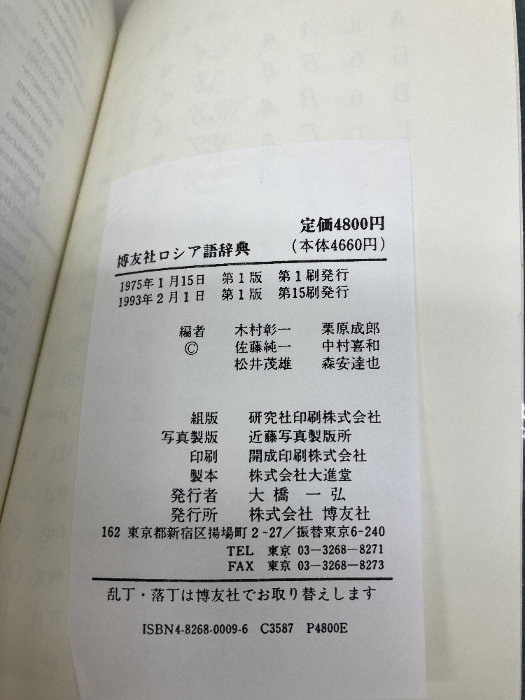 定価4800円
博友社ロシア語辞典 （本体4660円）
1975年1月15日 第1版 第1刷発行
1993年2月1日 第1版 第15刷発行
編者 木村彰一 栗原成郎
© 佐藤純一 中村喜和
松井茂雄 森安達也
組版 研究社印刷株式会社
写真製版 近藤写真製版所
印刷 開成印刷株式会社
製本 株式会社大進堂
発行者 大橋一弘
発行所 株式会社 博友社
162 東京都新宿区揚場町2-27／振替東京6-240
TEL 東京 03-3268-8271
FAX 東京 03-3268-8273
乱丁・落丁は博友社でお取り替えします
ISBN4-8268-0009-6 C3587 P4800E